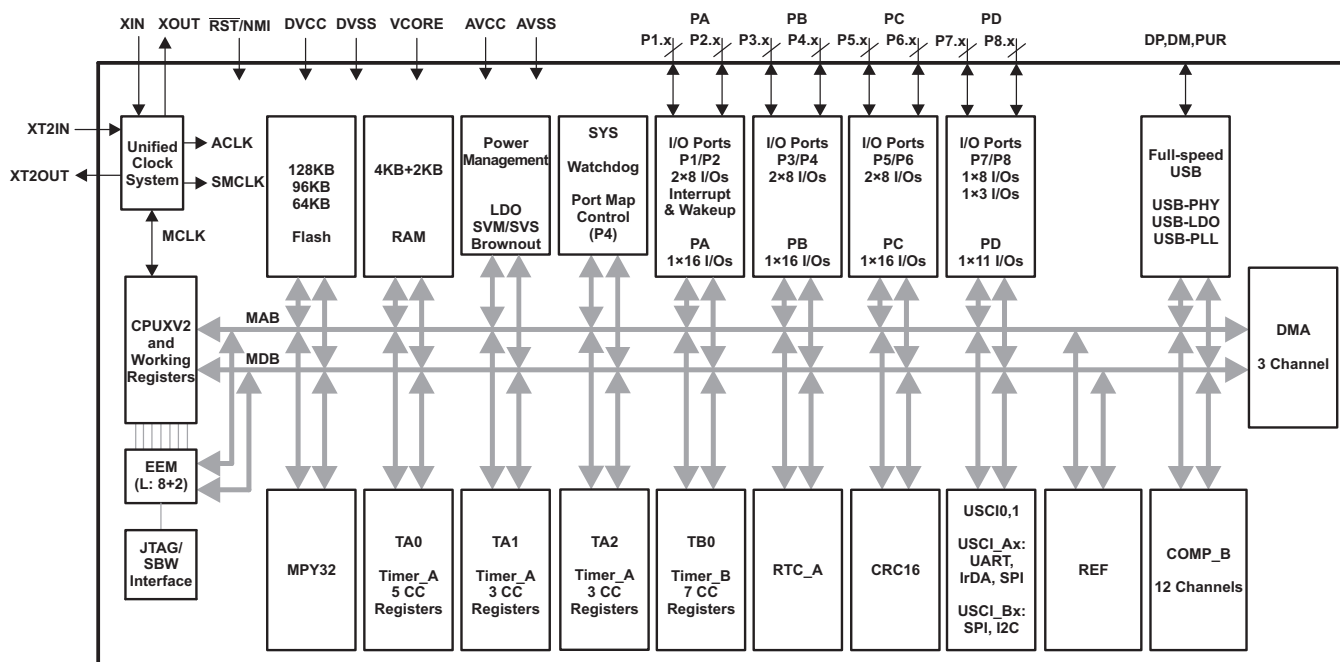 XIN
XOUT
RST/NMI
DVCC
DVSS
VCORE
AVCC
AVSS
PA
P1.x
P2.x
PB
P3.x
P4.x
PC
P5.x
P6.x
PD
P7.x
P8.x
DP,DM,PUR
XT2IN
XT2OUT
Unified
Clock
System
ACLK
SMCLK
MCLK
128KB
96KB
64KB
Flash
4KB+2KB
RAM
Power
Management
LDO
SVM/SVS
Brownout
SYS
Watchdog
Port Map
Control
(P4)
I/O Ports
P1/P2
2×8 I/Os
Interrupt
& Wakeup
PA
1×16 I/Os
I/O Ports
P3/P4
2×8 I/Os
PB
1×16 I/Os
I/O Ports
P5/P6
2×8 I/Os
PC
1×16 I/Os
I/O Ports
P7/P8
1×8 I/Os
1×3 I/Os
PD
1×11 I/Os
Full-speed
USB
USB-PHY
USB-LDO
USB-PLL
CPUXV2
and
Working
Registers
MAB
MDB
DMA
3 Channel
EEM
(L: 8+2)
JTAG/
SBW
Interface
MPY32
TA0
Timer_A
5 CC
Registers
TA1
Timer_A
3 CC
Registers
TA2
Timer_A
3 CC
Registers
TB0
Timer_B
7 CC
Registers
RTC_A
CRC16
USCI0,1
USCI_Ax:
UART,
IrDA, SPI
USCI_Bx:
SPI, I2C
REF
COMP_B
12 Channels